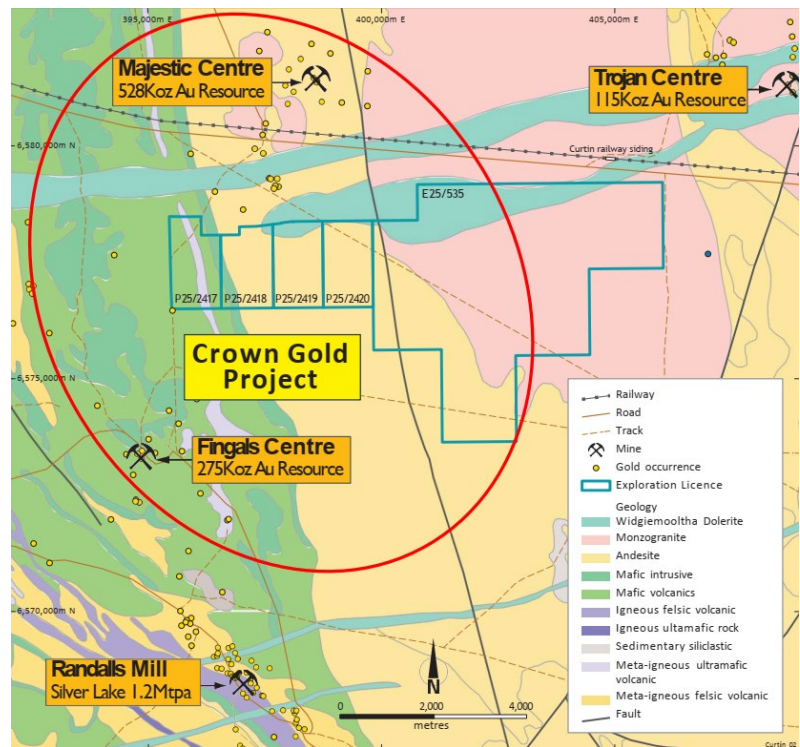 395,000m E
400,000m E
405,000m E
Majestic Centre
528Koz Au Resource
Trojan Centre
115Koz Au Resource
6,580,000m N
Curtin railway siding
E25/535
P25/2417
P25/2418
P25/2419
P25/2420
Crown Gold
Project
6,575,000m N
Fingals Centre
275Koz Au Resource
6,570,000m N
Randalls Mill
Silver Lake 1.2Mtpa
N
0
2,000
4,000
metres
Railway
Road
Track
Mine
Gold occurrence
Exploration Licence
Geology
Widgiemooltha Dolerite
Monzogranite
Andesite
Mafic intrusive
Mafic volcanics
Igneous felsic volcanic
Igneous ultamafic rock
Sedimentary siliclastic
Meta-igneous ultramafic
volcanic
Meta-igneous felsic volcanic
Fault
Curtin_02